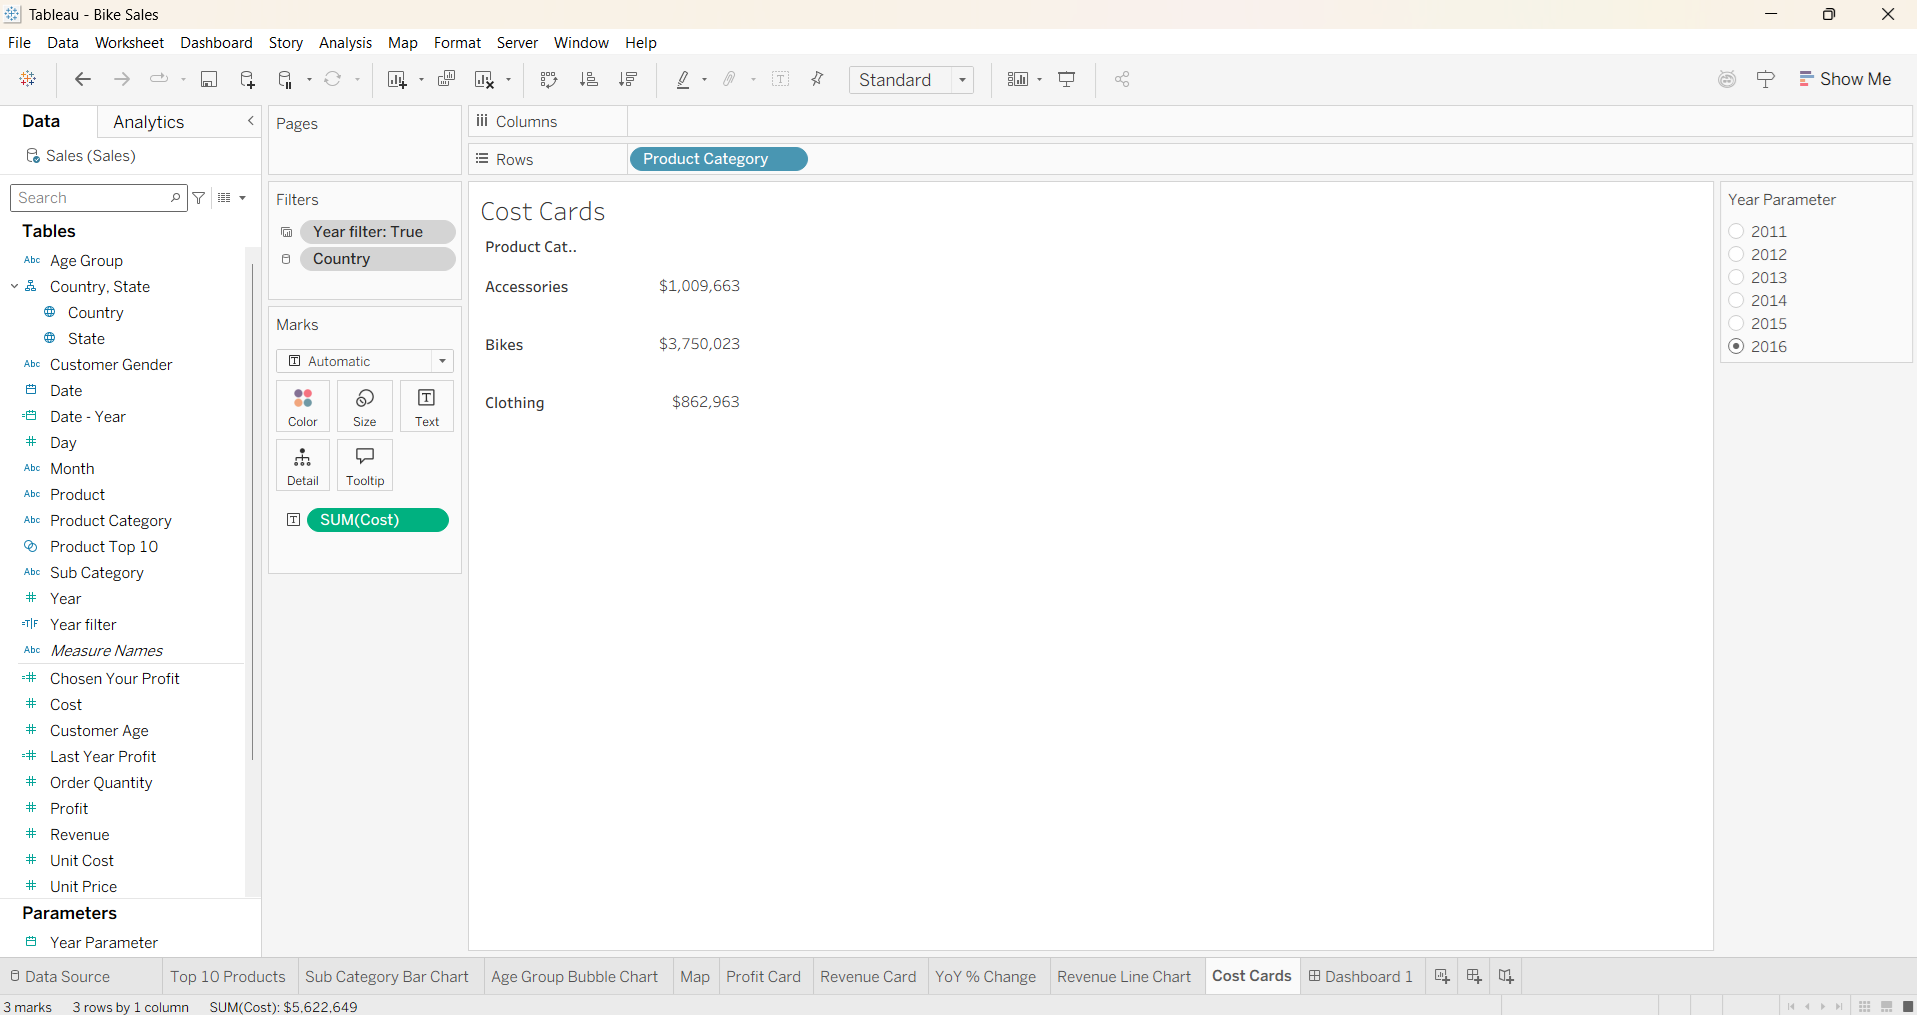 Tableau - Bike Sales
File Data Worksheet Dashboard Story Analysis Map Format Server Window Help
Standard
Show Me
Data Analytics
Sales (Sales)
Search
Tables
Abc Age Group
Country, State
Country
State
Abc Customer Gender
Date
Date - Year
# Day
Abc Month
Abc Product
Abc Product Category
Product Top 10
Abc Sub Category
# Year
=T|F Year filter
Abc Measure Names
=# Chosen Your Profit
# Cost
# Customer Age
=# Last Year Profit
# Order Quantity
# Profit
# Revenue
# Unit Cost
# Unit Price
Parameters
Year Parameter
Pages
Filters
Year filter: True
Country
Marks
T Automatic
Color Size T Text
Detail Tooltip
T SUM(Cost)
Columns
Rows Product Category
Cost Cards
Product Cat..
Accessories $1,009,663
Bikes $3,750,023
Clothing $862,963
Year Parameter
2011
2012
2013
2014
2015
2016
Data Source Top 10 Products Sub Category Bar Chart Age Group Bubble Chart Map Profit Card Revenue Card YoY % Change Revenue Line Chart Cost Cards Dashboard 1
3 marks 3 rows by 1 column SUM(Cost): $5,622,649